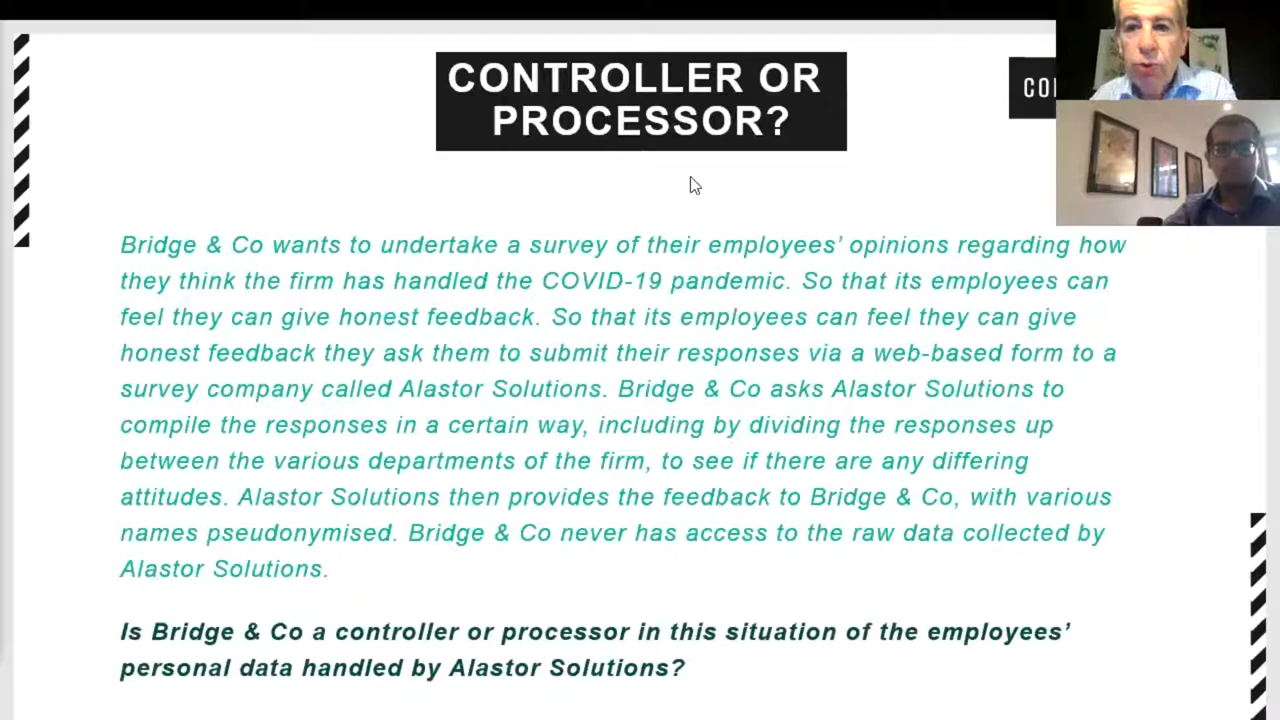 CONTROLLER OR
PROCESSOR?
Bridge & Co wants to undertake a survey of their employees’ opinions regarding how
they think the firm has handled the COVID-19 pandemic. So that its employees can
feel they can give honest feedback. So that its employees can feel they can give
honest feedback they ask them to submit their responses via a web-based form to a
survey company called Alastor Solutions. Bridge & Co asks Alastor Solutions to
compile the responses in a certain way, including by dividing the responses up
between the various departments of the firm, to see if there are any differing
attitudes. Alastor Solutions then provides the feedback to Bridge & Co, with various
names pseudonymised. Bridge & Co never has access to the raw data collected by
Alastor Solutions.
Is Bridge & Co a controller or processor in this situation of the employees’
personal data handled by Alastor Solutions?